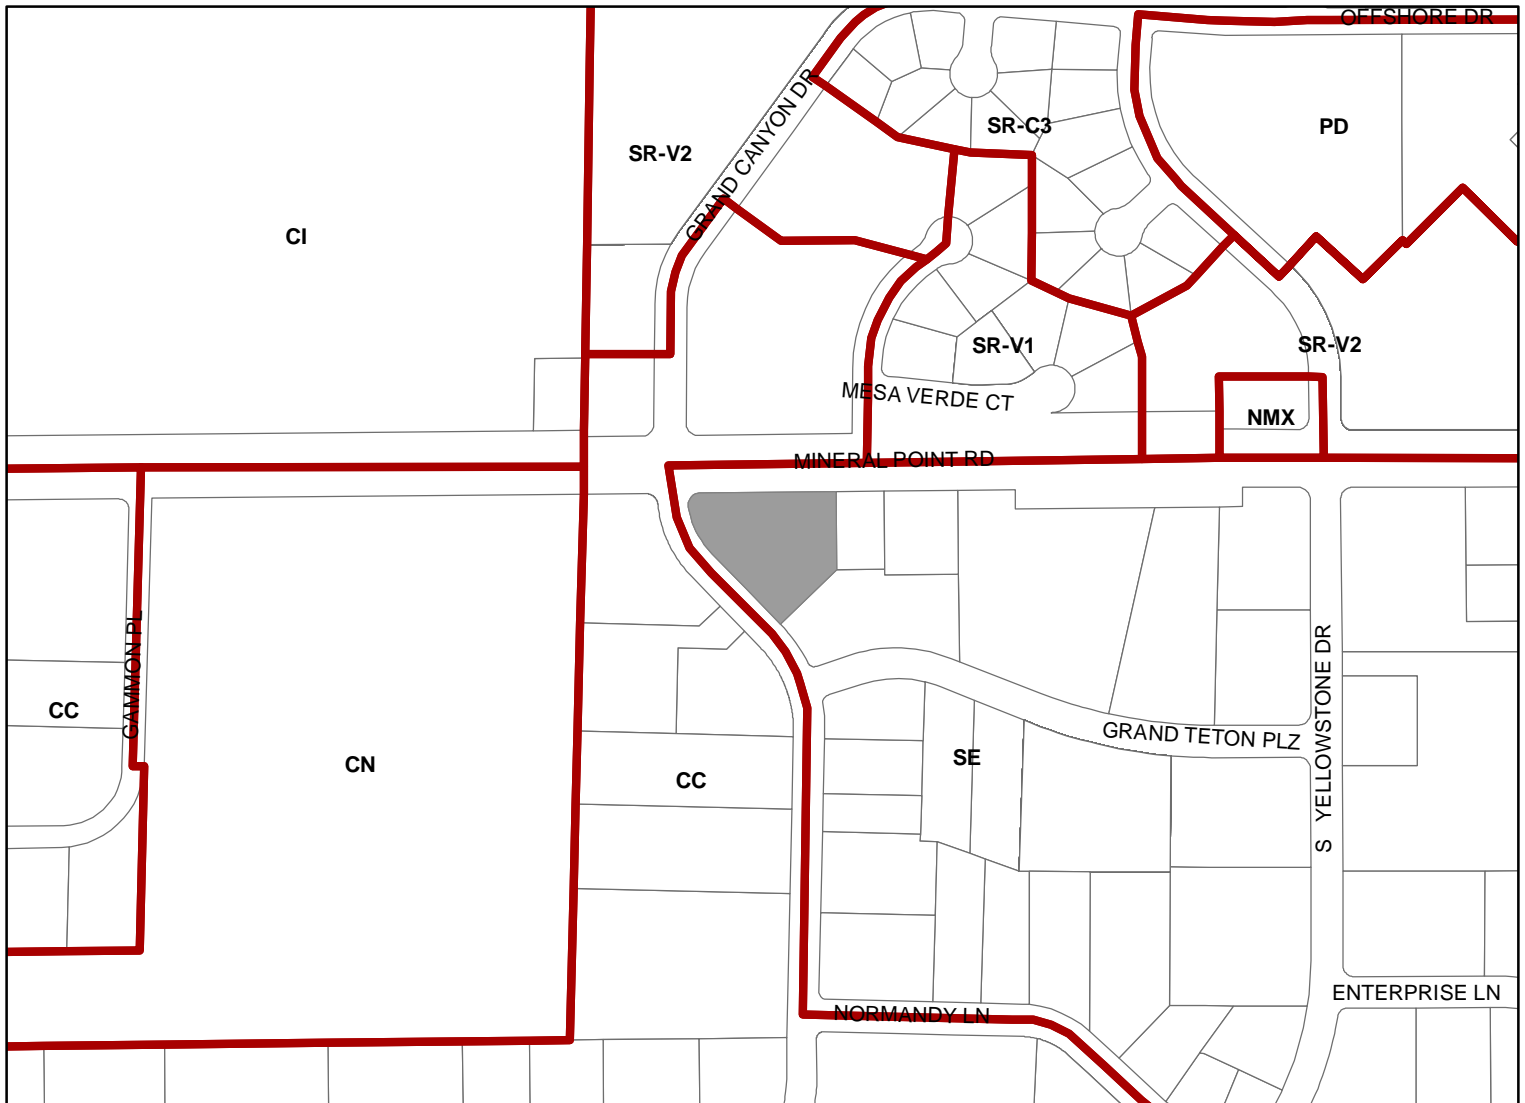 OFFSHORE DR
GRAND CANYON DR
SR-C3
PD
SR-V2
CI
SR-V1
SR-V2
MESA VERDE CT
NMX
MINERAL POINT RD
GAMMON PL
S YELLOWSTONE DR
CC
GRAND TETON PLZ
CN
SE
CC
ENTERPRISE LN
NORMANDY LN